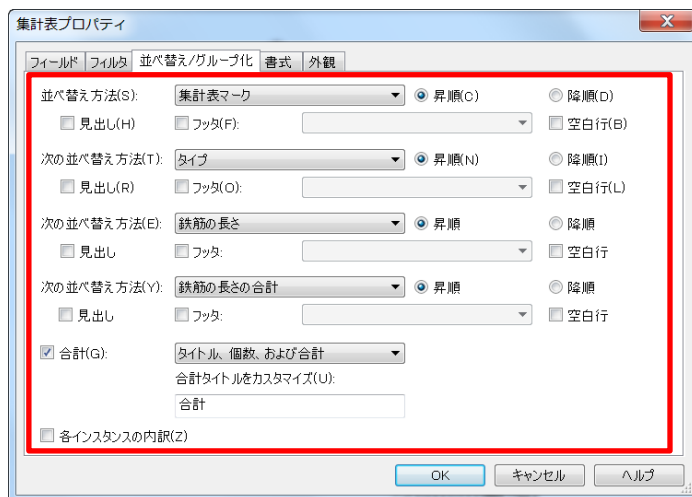 集計表プロパティ
フィールド フィルタ 並べ替え/グループ化 書式 外観
並べ替え方法(S): 集計表マーク 昇順(C) 降順(D)
見出し(H) フッタ(F): 空白行(B)
次の並べ替え方法(T): タイプ 昇順(N) 降順(I)
見出し(R) フッタ(O): 空白行(L)
次の並べ替え方法(E): 鉄筋の長さ 昇順 降順
見出し フッタ: 空白行
次の並べ替え方法(Y): 鉄筋の長さの合計 昇順 降順
見出し フッタ: 空白行
合計(G): タイトル、個数、および合計
合計タイトルをカスタマイズ(U):
合計
各インスタンスの内訳(Z)
OK キャンセル ヘルプ